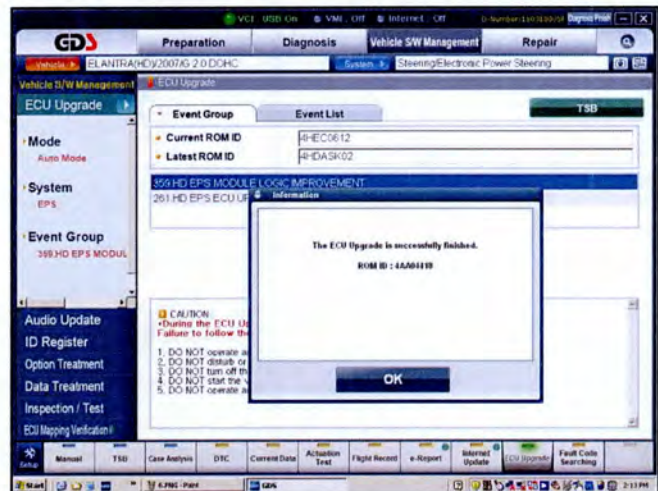 VCI : USB On VMI : Off Internet : Off
GDS
Preparation Diagnosis Vehicle S/W Management Repair
Vehicle ELANTRA(HD)/2007/G 2.0 DOHC System Steering/Electronic Power Steering
Vehicle S/W Management
ECU Upgrade
ECU Upgrade
Event Group Event List TSB
Mode
Auto Mode
Current ROM ID 4HEC0612
Latest ROM ID 4HDASK02
System
EPS
359.HD EPS MODULE LOGIC IMPROVEMENT
261.HD EPS ECU UP
Event Group
359.HD EPS MODUL
Information
The ECU Upgrade is successfully finished.
OK
Audio Update
ID Register
Option Treatment
Data Treatment
Inspection / Test
ECU Mapping Verification
CAUTION
•During the ECU U
Failure to follow the
1. DO NOT operate a
2. DO NOT disturb or
3. DO NOT turn off th
4. DO NOT start the v
5. DO NOT operate a
Setup Manual TSB Case Analysis DTC Current Data Actuation Test Flight Record e-Report Internet Update ECU Upgrade Fault Code Searching
Start 6.PNG - Paint GDS 2:13 PM